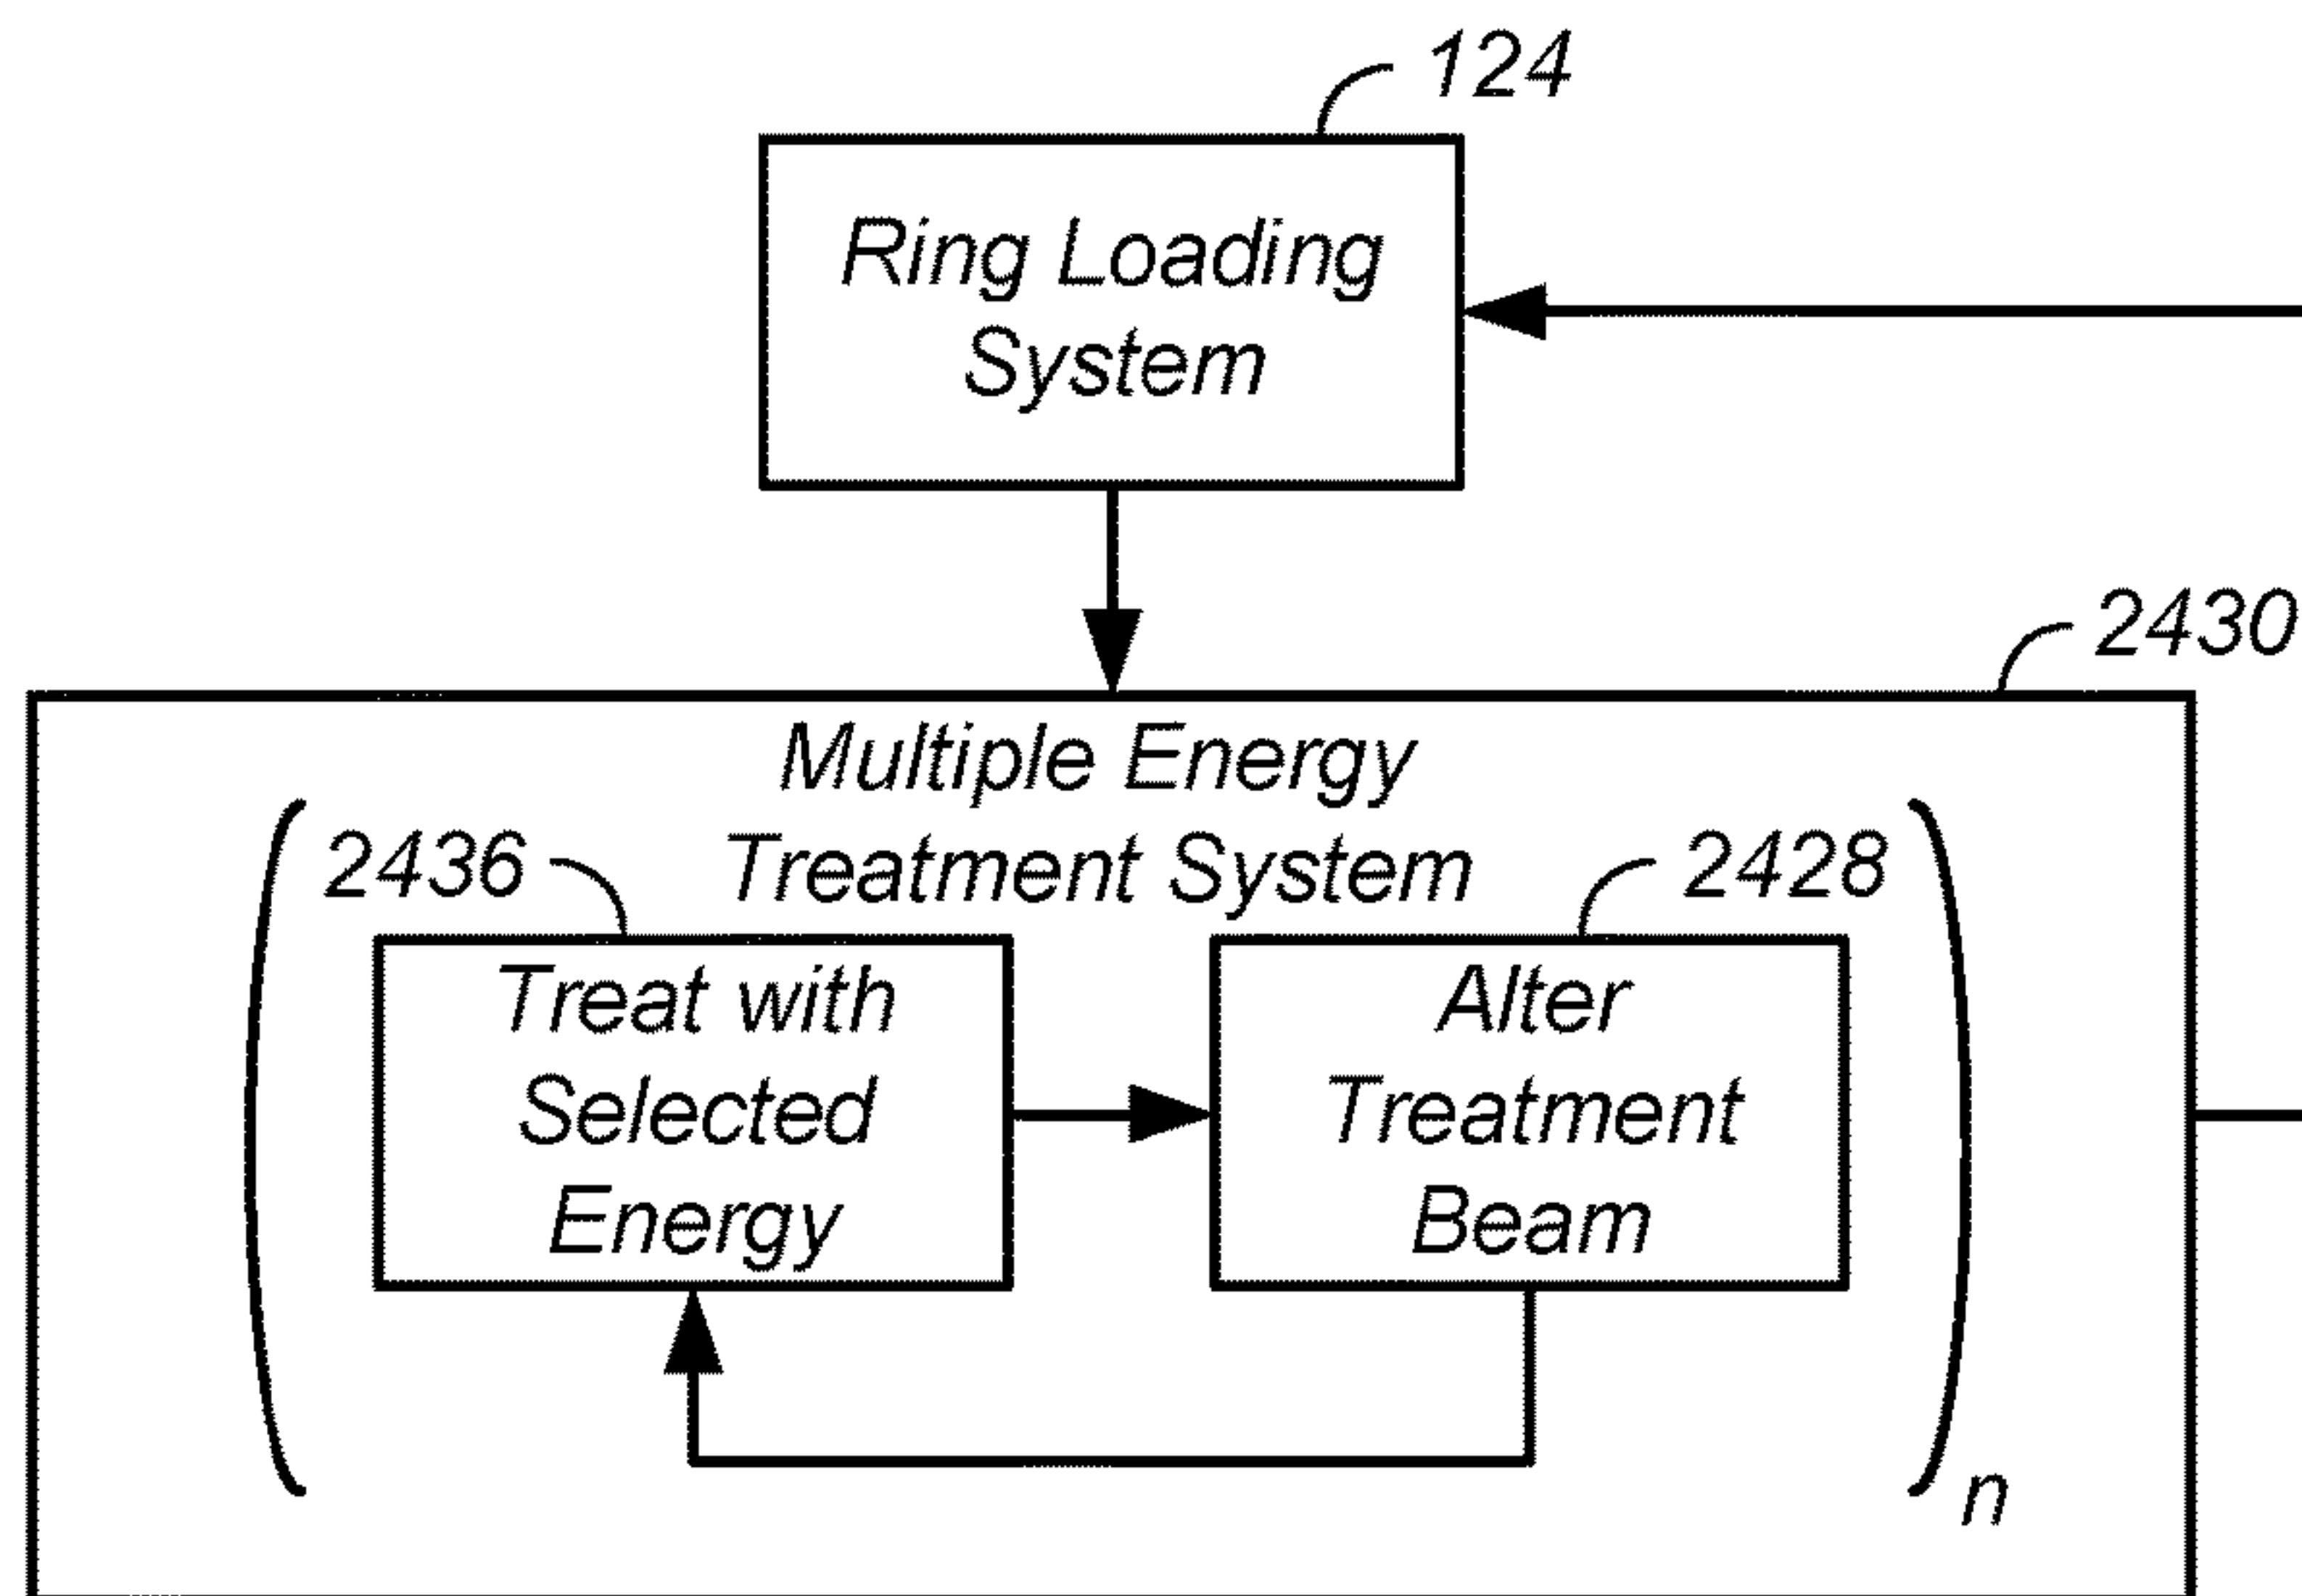 124
Ring Loading
System
2430
Multiple Energy
Treatment System
2436
2428
Treat with
Selected
Energy
Alter
Treatment
Beam
n